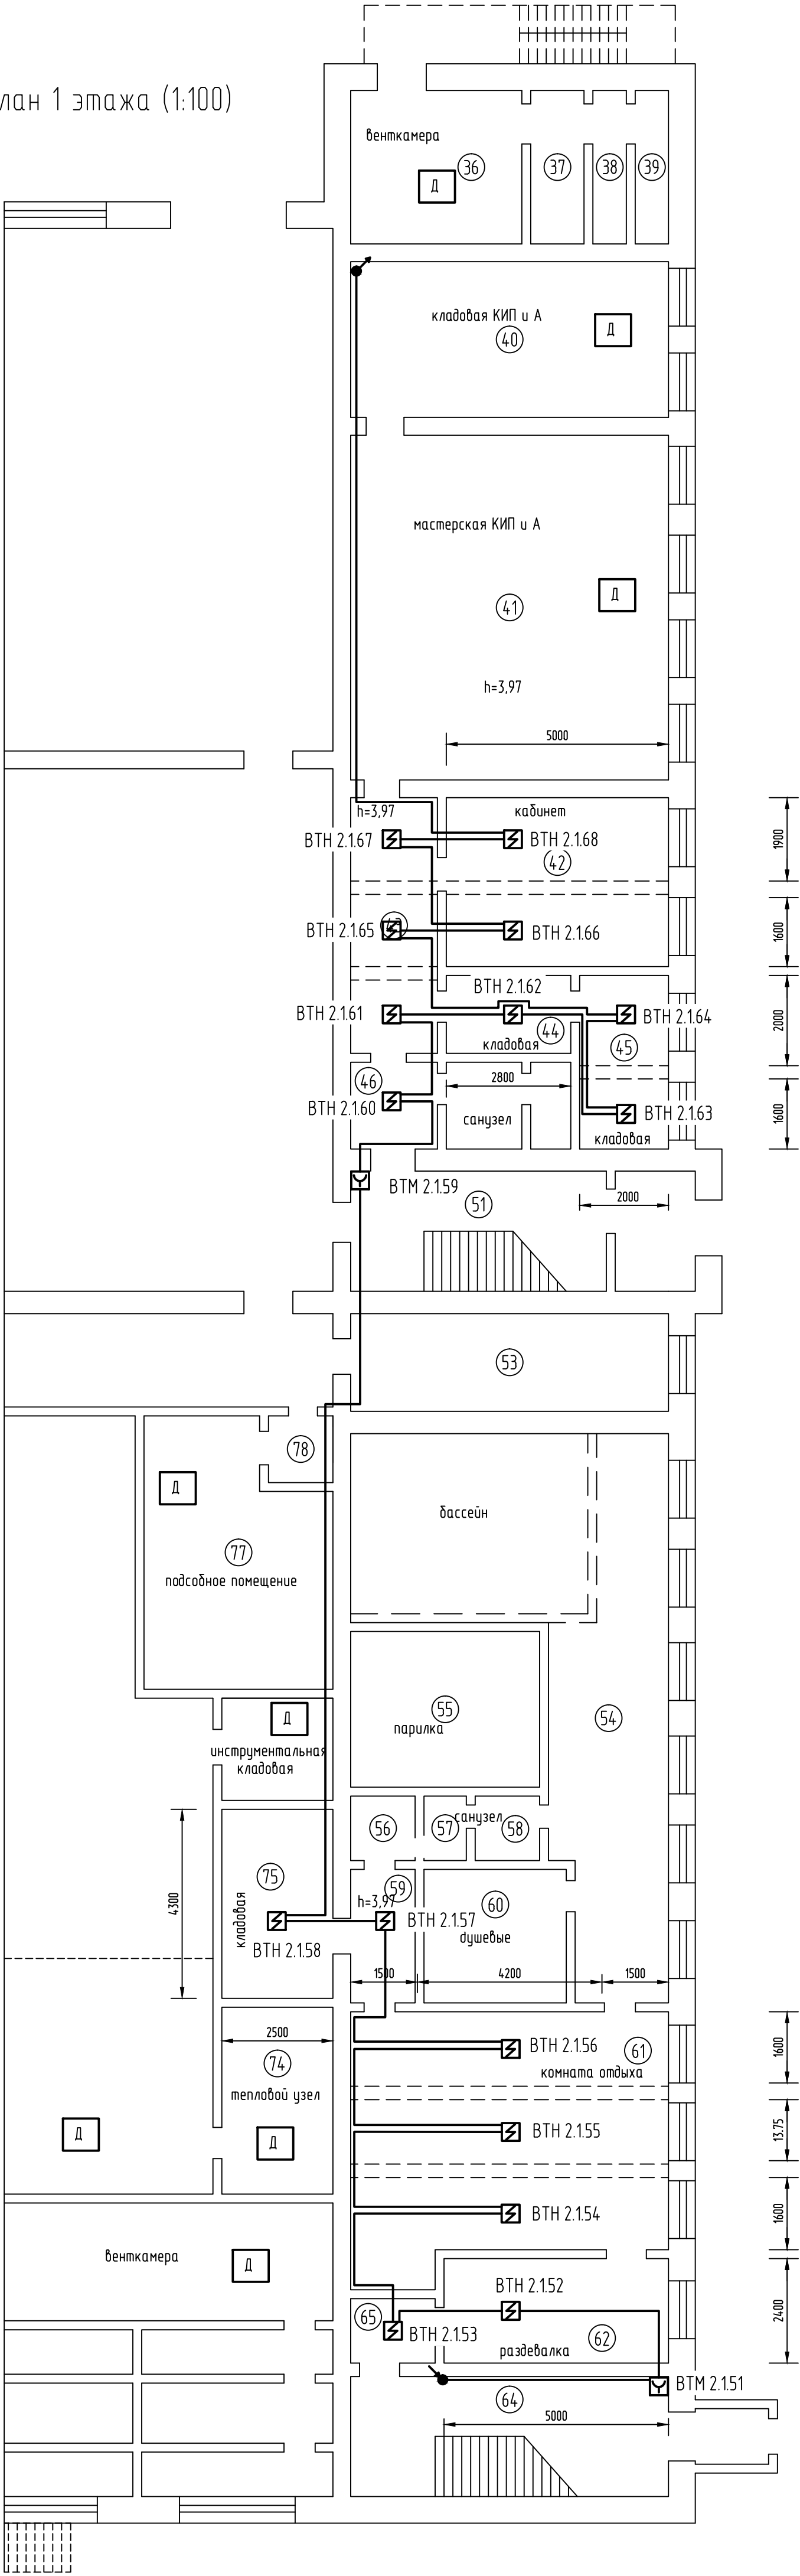 лан 1 этажа (1:100)
венткамера
Д
36
37
38
39
кладовая КИП и А
40
Д
мастерская КИП и А
41
Д
h=3,97
5000
h=3,97
кабинет
ВТН 2.1.67
ВТН 2.1.68
42
1900
ВТН 2.1.65
ВТН 2.1.66
1600
ВТН 2.1.62
ВТН 2.1.61
ВТН 2.1.64
44
кладовая
45
2000
46
2800
ВТН 2.1.60
санузел
ВТН 2.1.63
кладовая
1600
ВТМ 2.1.59
51
2000
53
78
Д
бассейн
77
подсобное помещение
55
парилка
54
Д
инструментальная
кладовая
санузел
56
57
58
75
4300
кладовая
59
h=3,97
60
душевые
ВТН 2.1.57
ВТН 2.1.58
1500
4200
1500
2500
74
тепловой узел
ВТН 2.1.56
61
комната отдыха
1600
Д
Д
ВТН 2.1.55
13.75
ВТН 2.1.54
1600
венткамера
Д
ВТН 2.1.52
65
ВТН 2.1.53
62
раздевалка
2400
ВТМ 2.1.51
64
5000